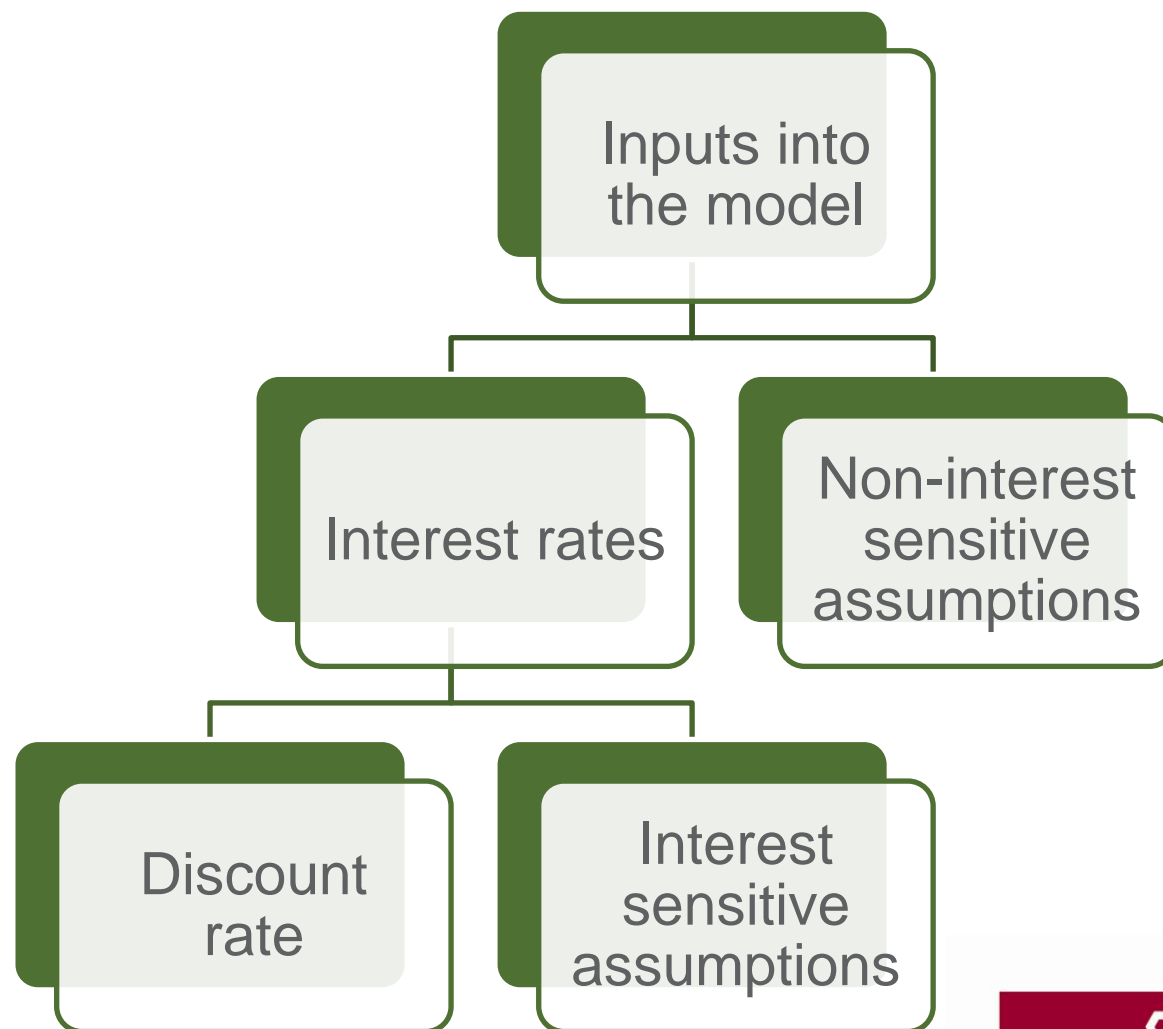 Inputs into
the model
Interest rates
Non-interest
sensitive
assumptions
Discount
rate
Interest
sensitive
assumptions